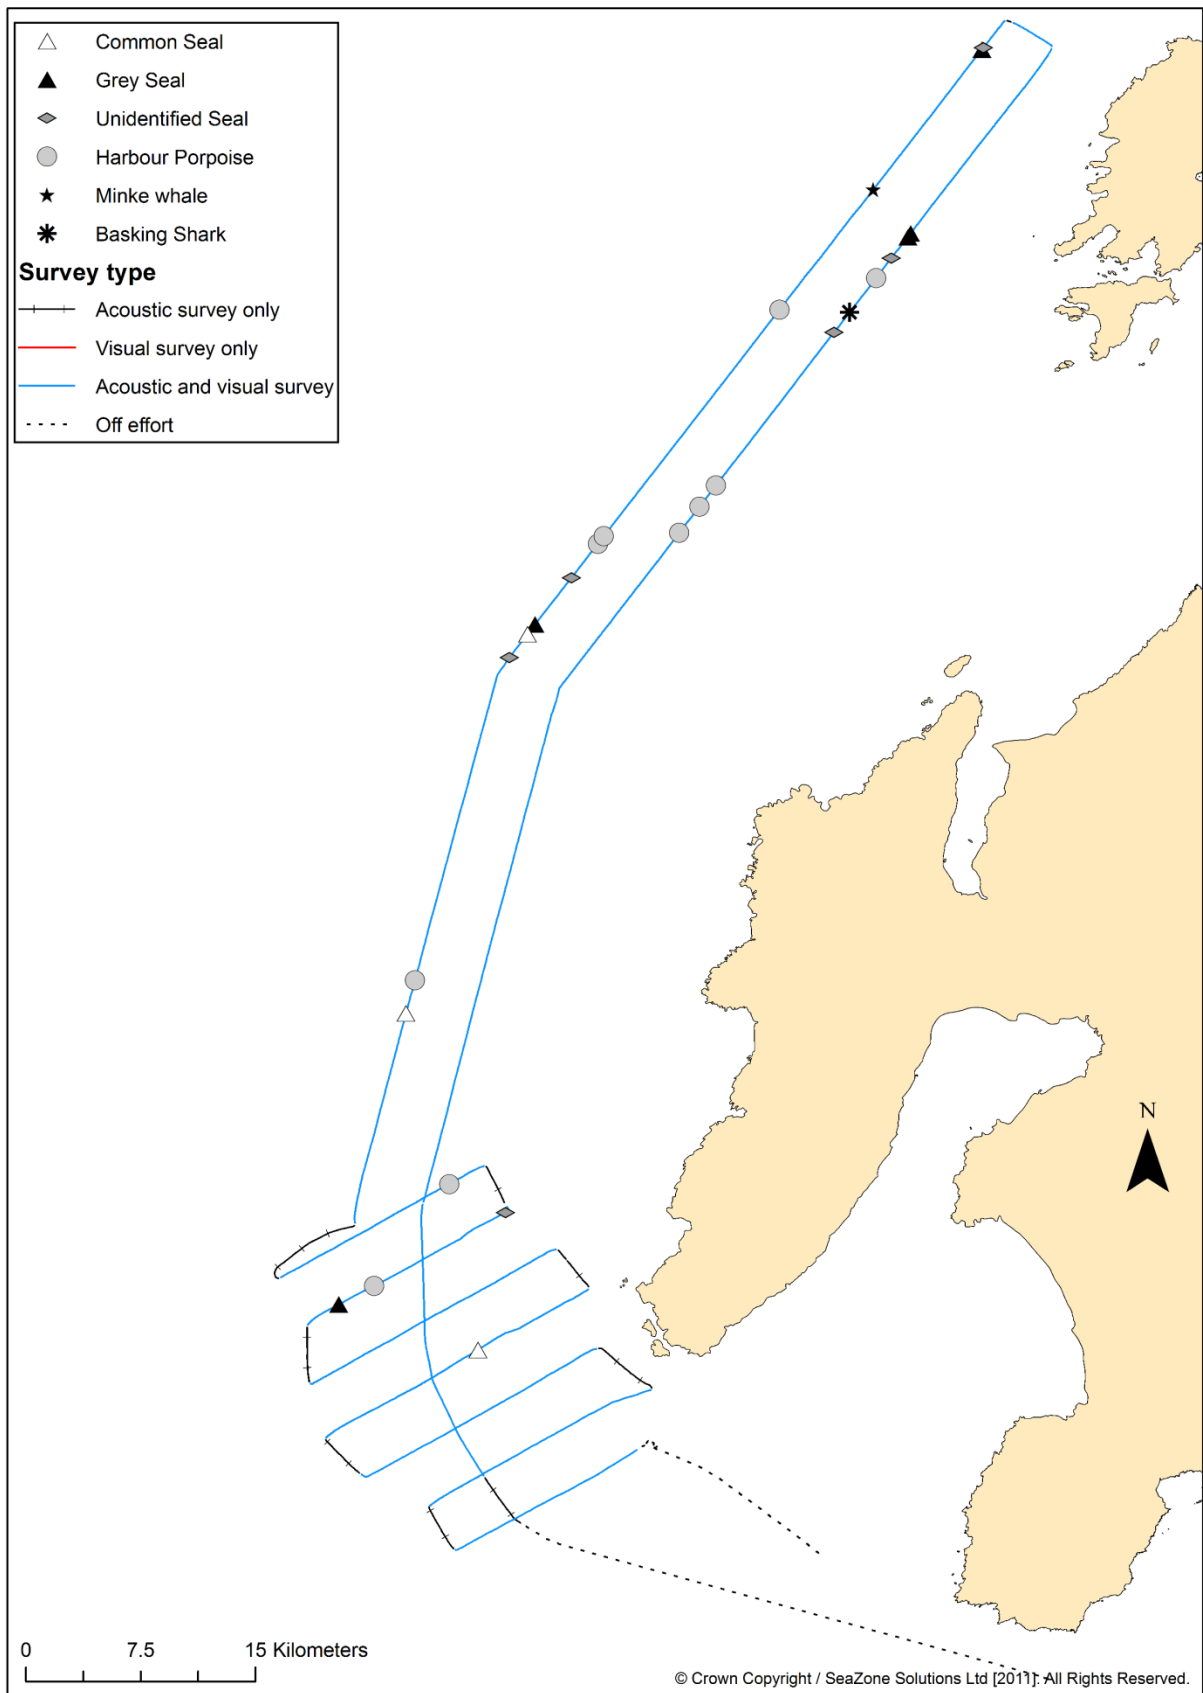 Common Seal
Grey Seal
Unidentified Seal
Harbour Porpoise
Minke whale
Basking Shark
Survey type
Acoustic survey only
Visual survey only
Acoustic and visual survey
Off effort
N
0 7.5 15 Kilometers
© Crown Copyright / SeaZone Solutions Ltd [2011]. All Rights Reserved.